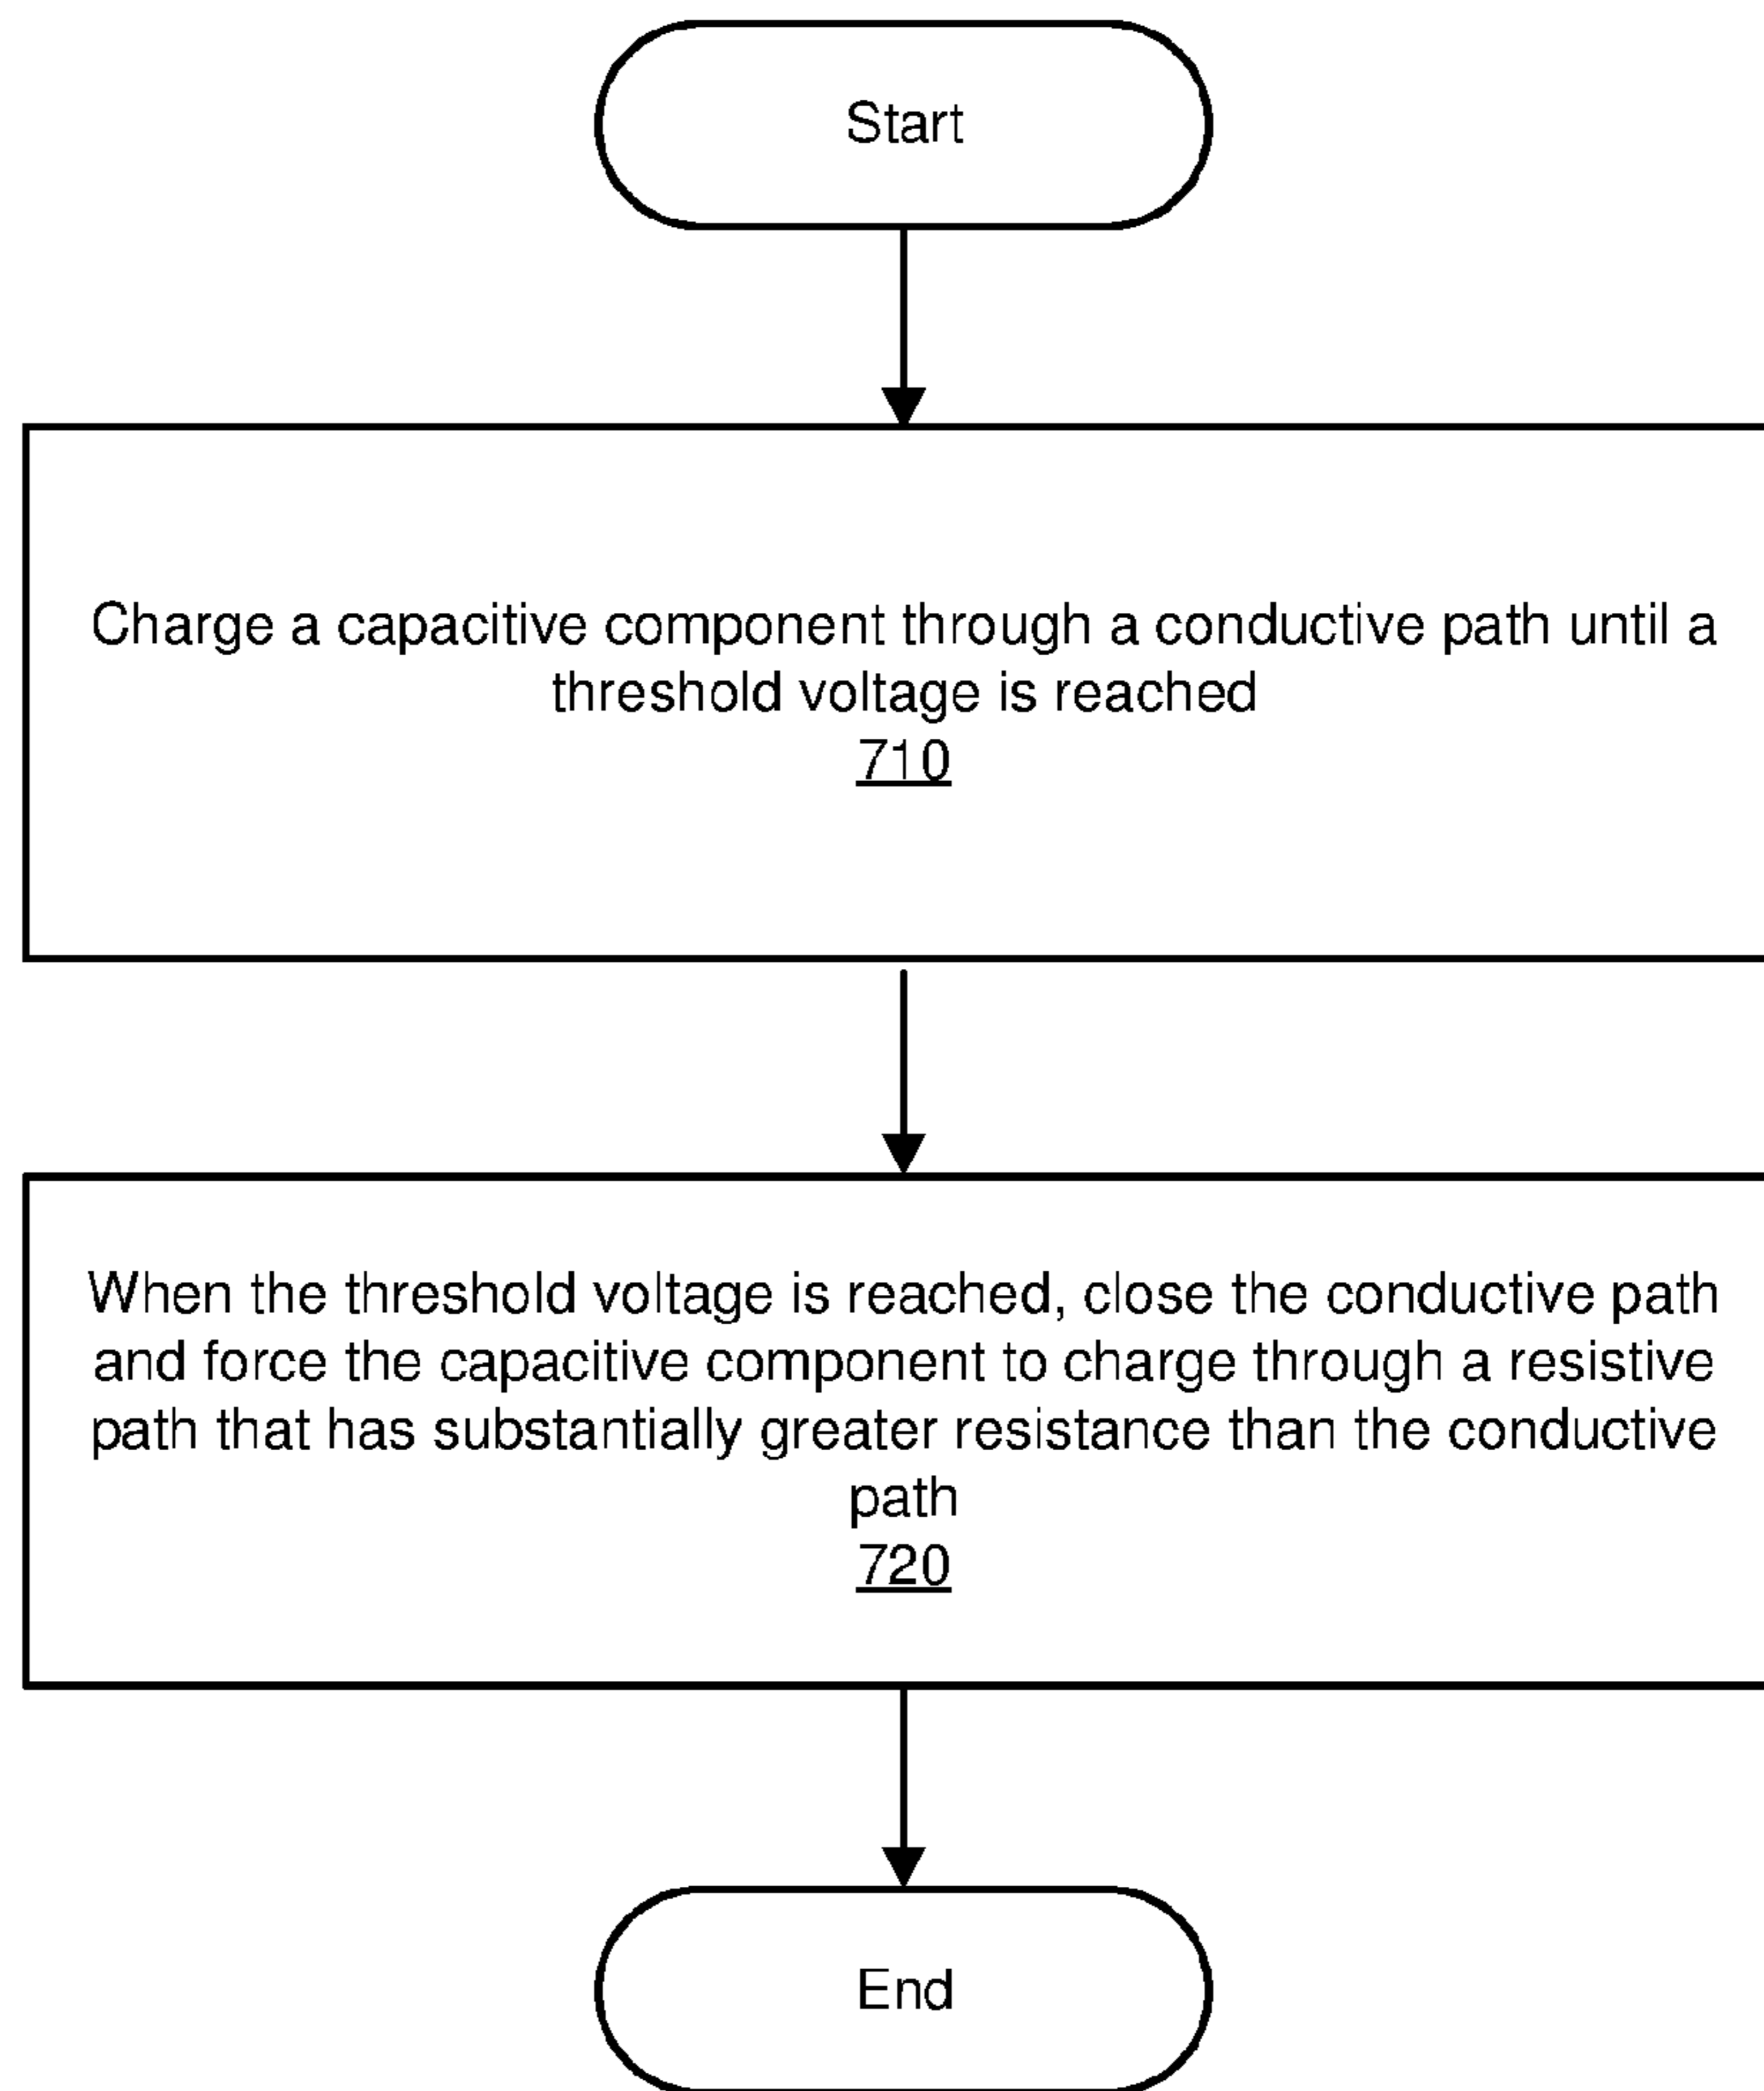 Start
Charge a capacitive component through a conductive path until a
threshold voltage is reached
710
When the threshold voltage is reached, close the conductive path
and force the capacitive component to charge through a resistive
path that has substantially greater resistance than the conductive
path
720
End